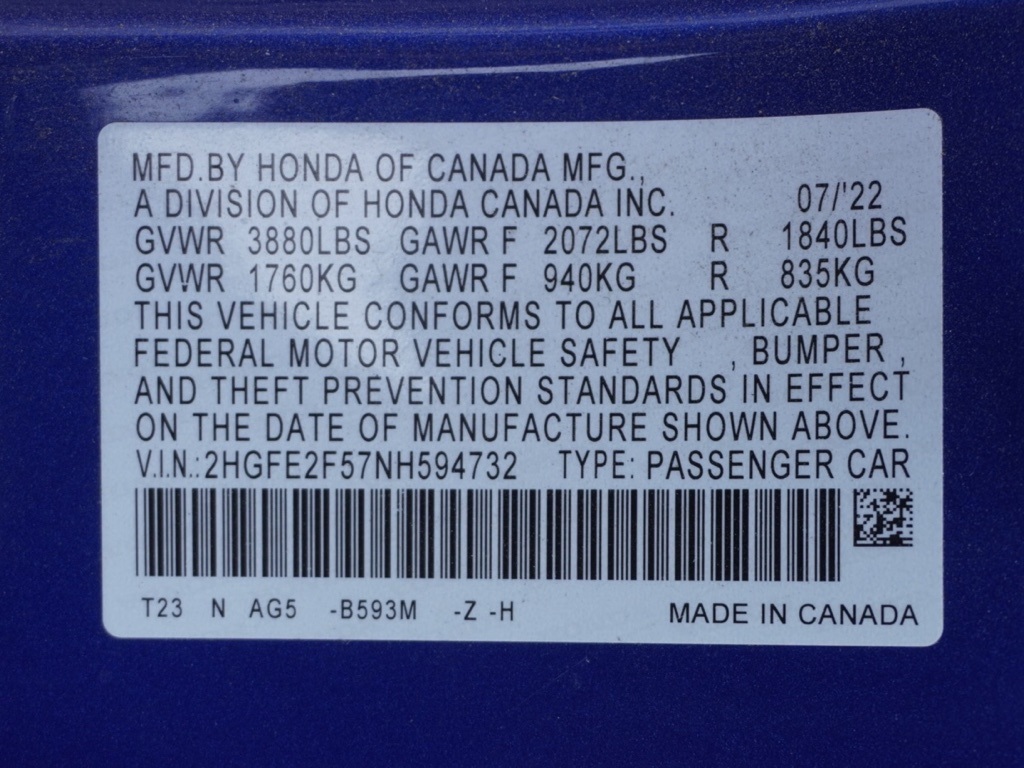 MFD.BY HONDA OF CANADA MFG.,
A DIVISION OF HONDA CANADA INC. 07/'22
GVWR 3880LBS GAWR F 2072LBS R 1840LBS
GVWR 1760KG GAWR F 940KG R 835KG
THIS VEHICLE CONFORMS TO ALL APPLICABLE
FEDERAL MOTOR VEHICLE SAFETY , BUMPER ,
AND THEFT PREVENTION STANDARDS IN EFFECT
ON THE DATE OF MANUFACTURE SHOWN ABOVE.
V.I.N.:2HGFE2F57NH594732 TYPE: PASSENGER CAR
T23 N AG5 -B593M -Z -H MADE IN CANADA